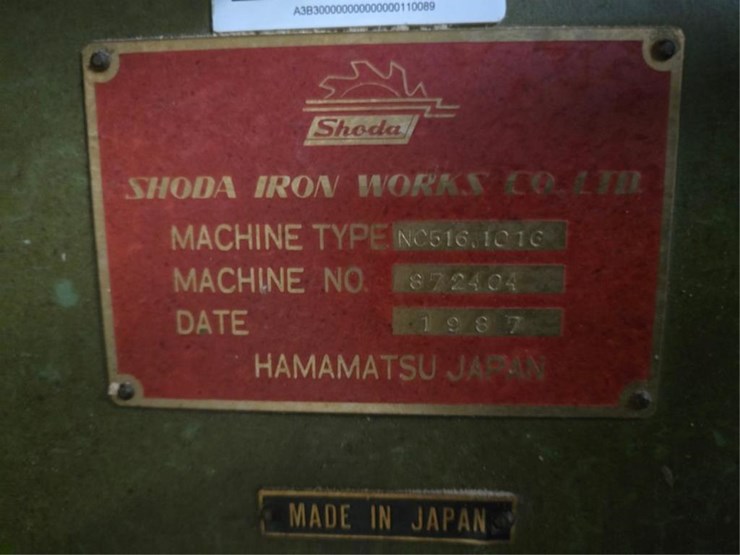 A3B30000000000000110089
Shoda
SHODA IRON WORKS CO. LTD.
MACHINE TYPE NC516.1016
MACHINE NO. 872404
DATE 1987
HAMAMATSU JAPAN
MADE IN JAPAN